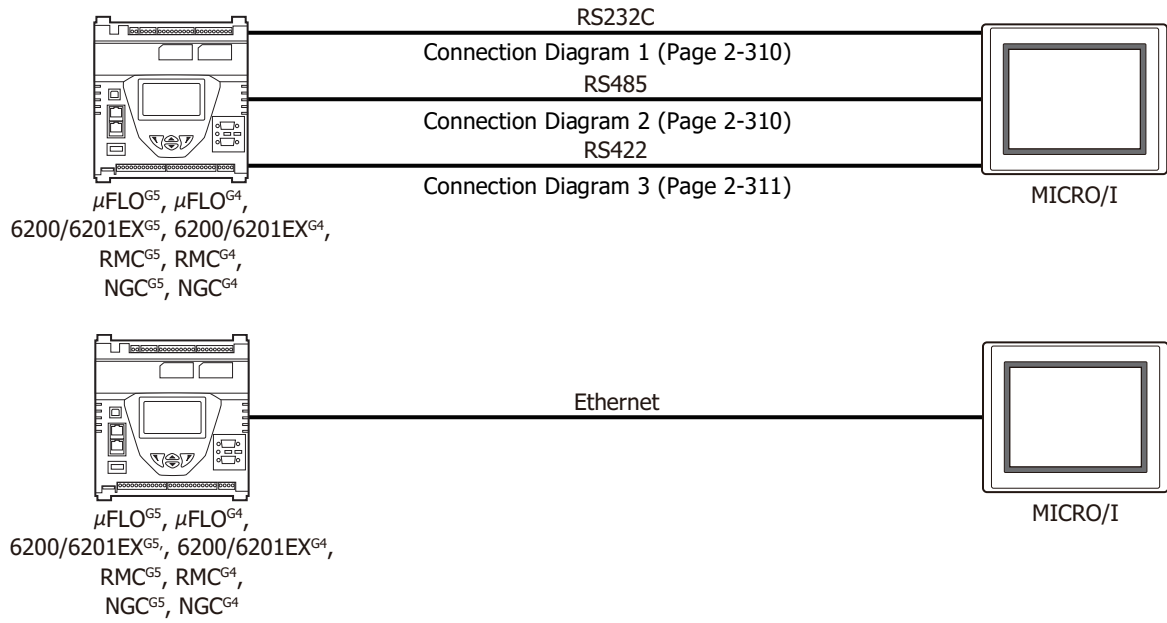 RS232C
Connection Diagram 1 (Page 2-310)
RS485
Connection Diagram 2 (Page 2-310)
RS422
Connection Diagram 3 (Page 2-311)
MICRO/I
μFLOG5, μFLOG4,
6200/6201EXG5, 6200/6201EXG4,
RMCG5, RMCG4,
NGCG5, NGCG4
Ethernet
MICRO/I
μFLOG5, μFLOG4,
6200/6201EXG5,, 6200/6201EXG4,
RMCG5, RMCG4,
NGCG5, NGCG4